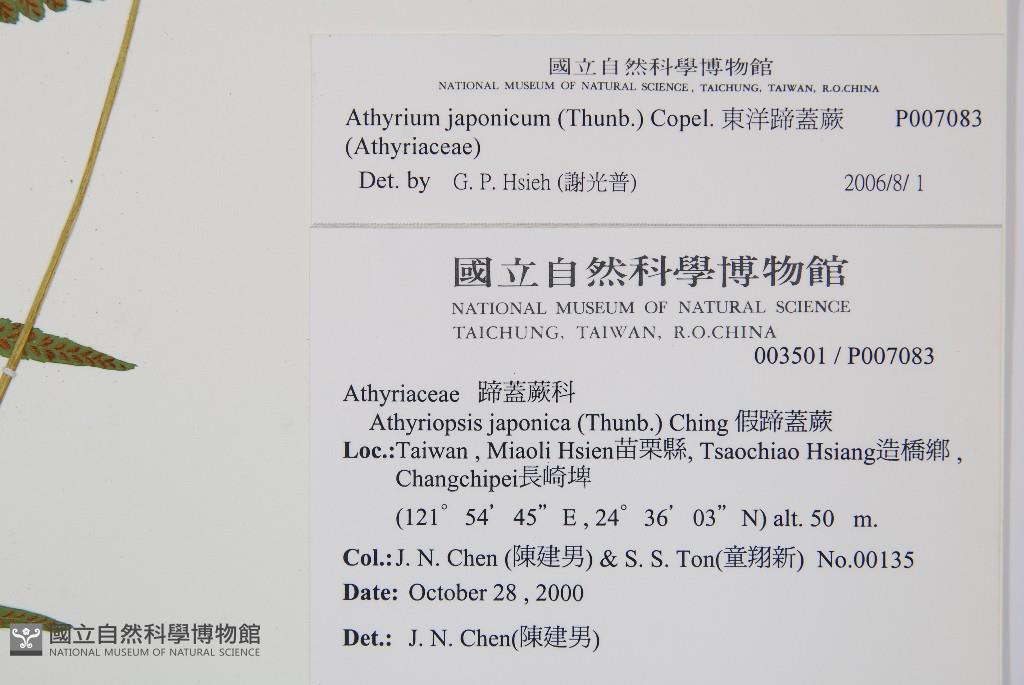 國立自然科學博物館
NATIONAL MUSEUM OF NATURAL SCIENCE, TAICHUNG, TAIWAN, R.O.CHINA
Athyrium japonicum (Thunb.) Copel. 東洋蹄蓋蕨 P007083
(Athyriaceae)
Det. by G. P. Hsieh (謝光普) 2006/8/ 1
國立自然科學博物館
NATIONAL MUSEUM OF NATURAL SCIENCE
TAICHUNG, TAIWAN, R.O.CHINA
003501 / P007083
Athyriaceae 蹄蓋蕨科
Athyriopsis japonica (Thunb.) Ching 假蹄蓋蕨
Loc.:Taiwan , Miaoli Hsien苗栗縣, Tsaochiao Hsiang造橋鄉 ,
Changchipei長崎埤
(121° 54′ 45” E , 24° 36′ 03” N) alt. 50 m.
Col.:J. N. Chen (陳建男) & S. S. Ton(童翔新) No.00135
Date: October 28 , 2000
Det.: J. N. Chen(陳建男)
國立自然科學博物館
NATIONAL MUSEUM OF NATURAL SCIENCE